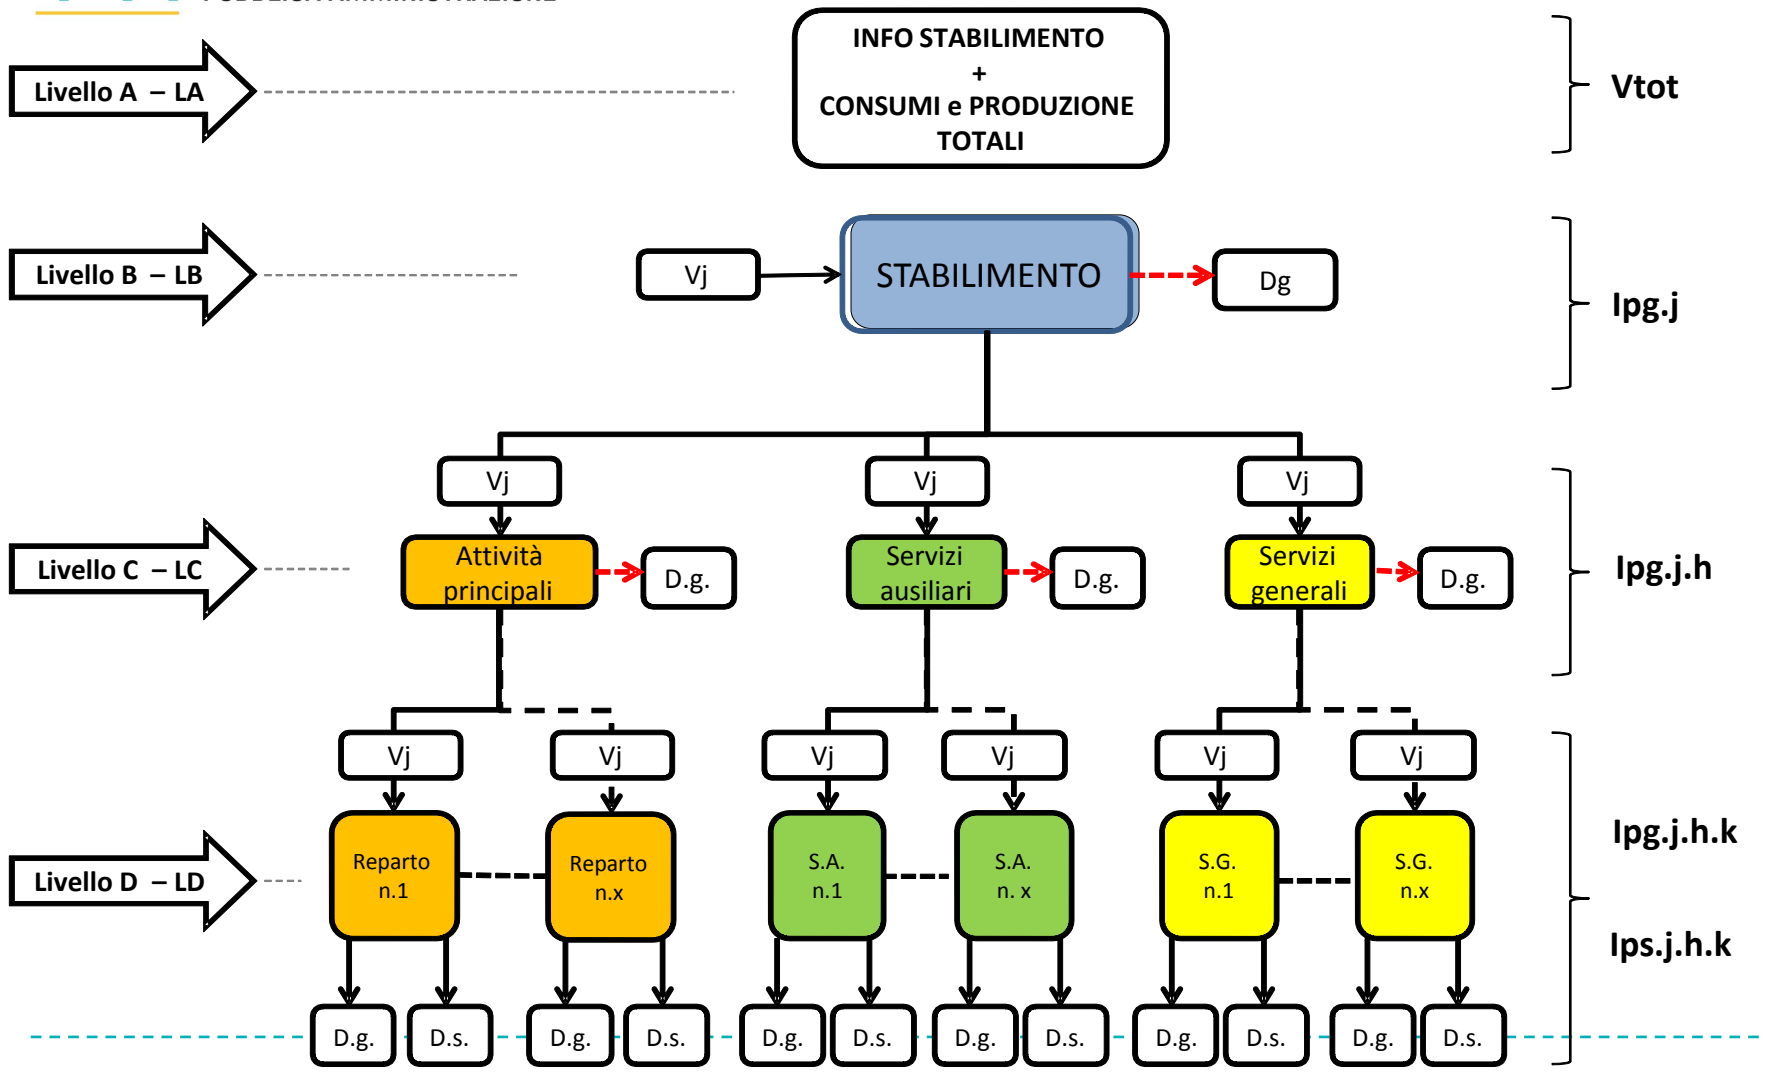 INFO STABILIMENTO
+
CONSUMI e PRODUZIONE
TOTALI
Livello A – LA
Vtot
Livello B – LB
Vj
STABILIMENTO
Dg
Ipg.j
Vj
Vj
Vj
Livello C – LC
Attività
principali
D.g.
Servizi
ausiliari
D.g.
Servizi
generali
D.g.
Ipg.j.h
Vj
Vj
Vj
Vj
Vj
Vj
Livello D – LD
Reparto
n.1
Reparto
n.x
S.A.
n.1
S.A.
n. x
S.G.
n.1
S.G.
n.x
Ipg.j.h.k
Ips.j.h.k
D.g.
D.s.
D.g.
D.s.
D.g.
D.s.
D.g.
D.s.
D.g.
D.s.
D.g.
D.s.